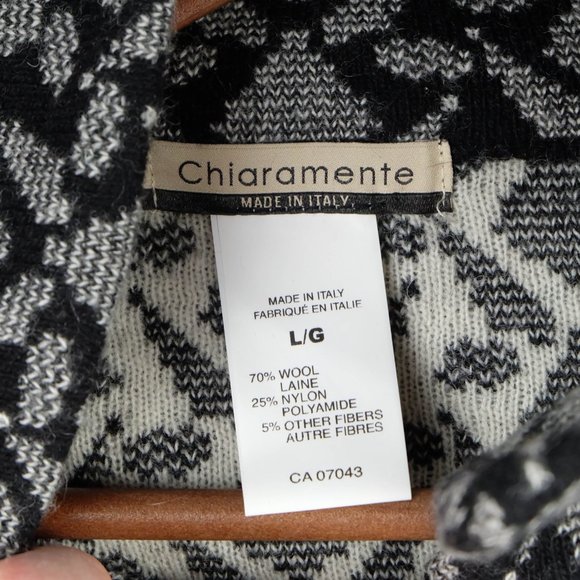 Chiaramente
MADE IN ITALY
MADE IN ITALY
FABRIQUÉ EN ITALIE
L/G
70% WOOL
LAINE
25% NYLON
POLYAMIDE
5% OTHER FIBERS
AUTRE FIBRES
CA 07043